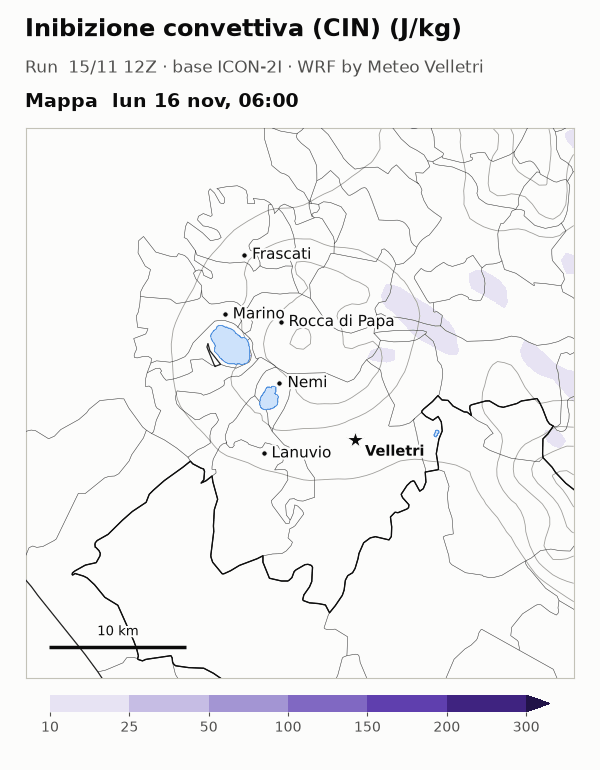 Inibizione convettiva (CIN) (J/kg)
Run  15/11 12Z · base ICON-2I · WRF by Meteo Velletri
Mappa  lun 16 nov, 06:00
Frascati
Marino
Rocca di Papa
Nemi
Velletri
Lanuvio
10 km
10 25 50 100 150 200 300